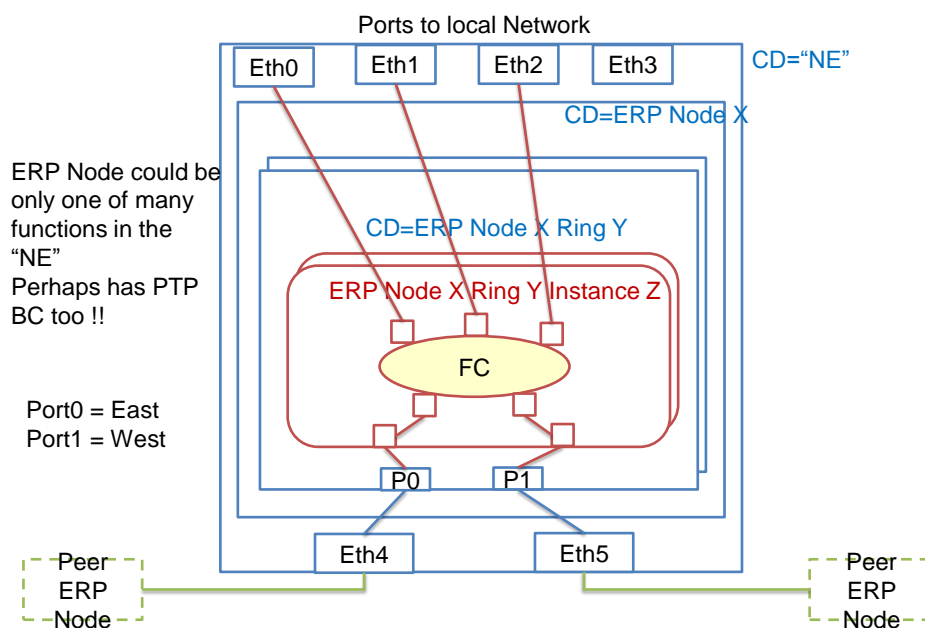 Ports to local Network
Eth0
Eth1
Eth2
Eth3
CD=“NE”
CD=ERP Node X
ERP Node could be
only one of many
functions in the
“NE”
Perhaps has PTP
BC too !!
CD=ERP Node X Ring Y
ERP Node X Ring Y Instance Z
FC
Port0 = East
Port1 = West
P0
P1
Eth4
Eth5
Peer
ERP
Node
Peer
ERP
Node